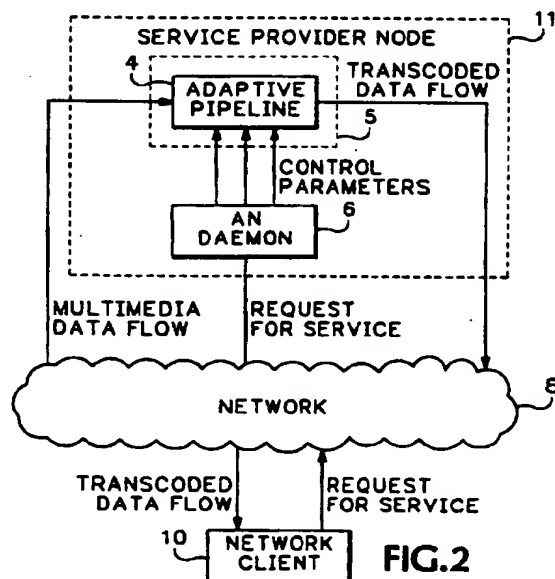 11
SERVICE PROVIDER NODE
4
ADAPTIVE
PIPELINE
TRANSCODED
DATA FLOW
5
CONTROL
PARAMETERS
AN
DAEMON
6
MULTIMEDIA
DATA FLOW
REQUEST
FOR SERVICE
NETWORK
8
TRANSCODED
DATA FLOW
REQUEST
FOR SERVICE
10
NETWORK
CLIENT
FIG.2